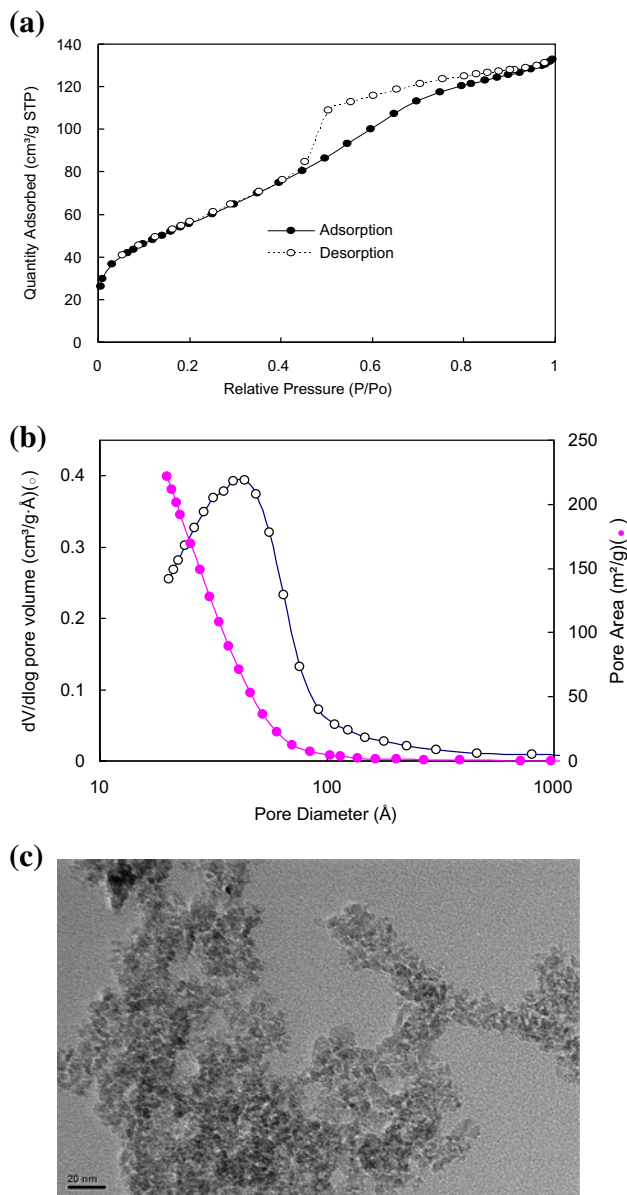 (a)
140
120
100
80
60
40
20
0
Quantity Adsorbed (cm³/g STP)
Adsorption
Desorption
0 0.2 0.4 0.6 0.8 1
Relative Pressure (P/Po)
(b)
0.4
0.3
0.2
0.1
0
dV/dlog pore volume (cm³/g·Å)(○)
250
200
150
100
50
0
Pore Area (m²/g)(●)
10 100 1000
Pore Diameter (Å)
(c)
20 nm